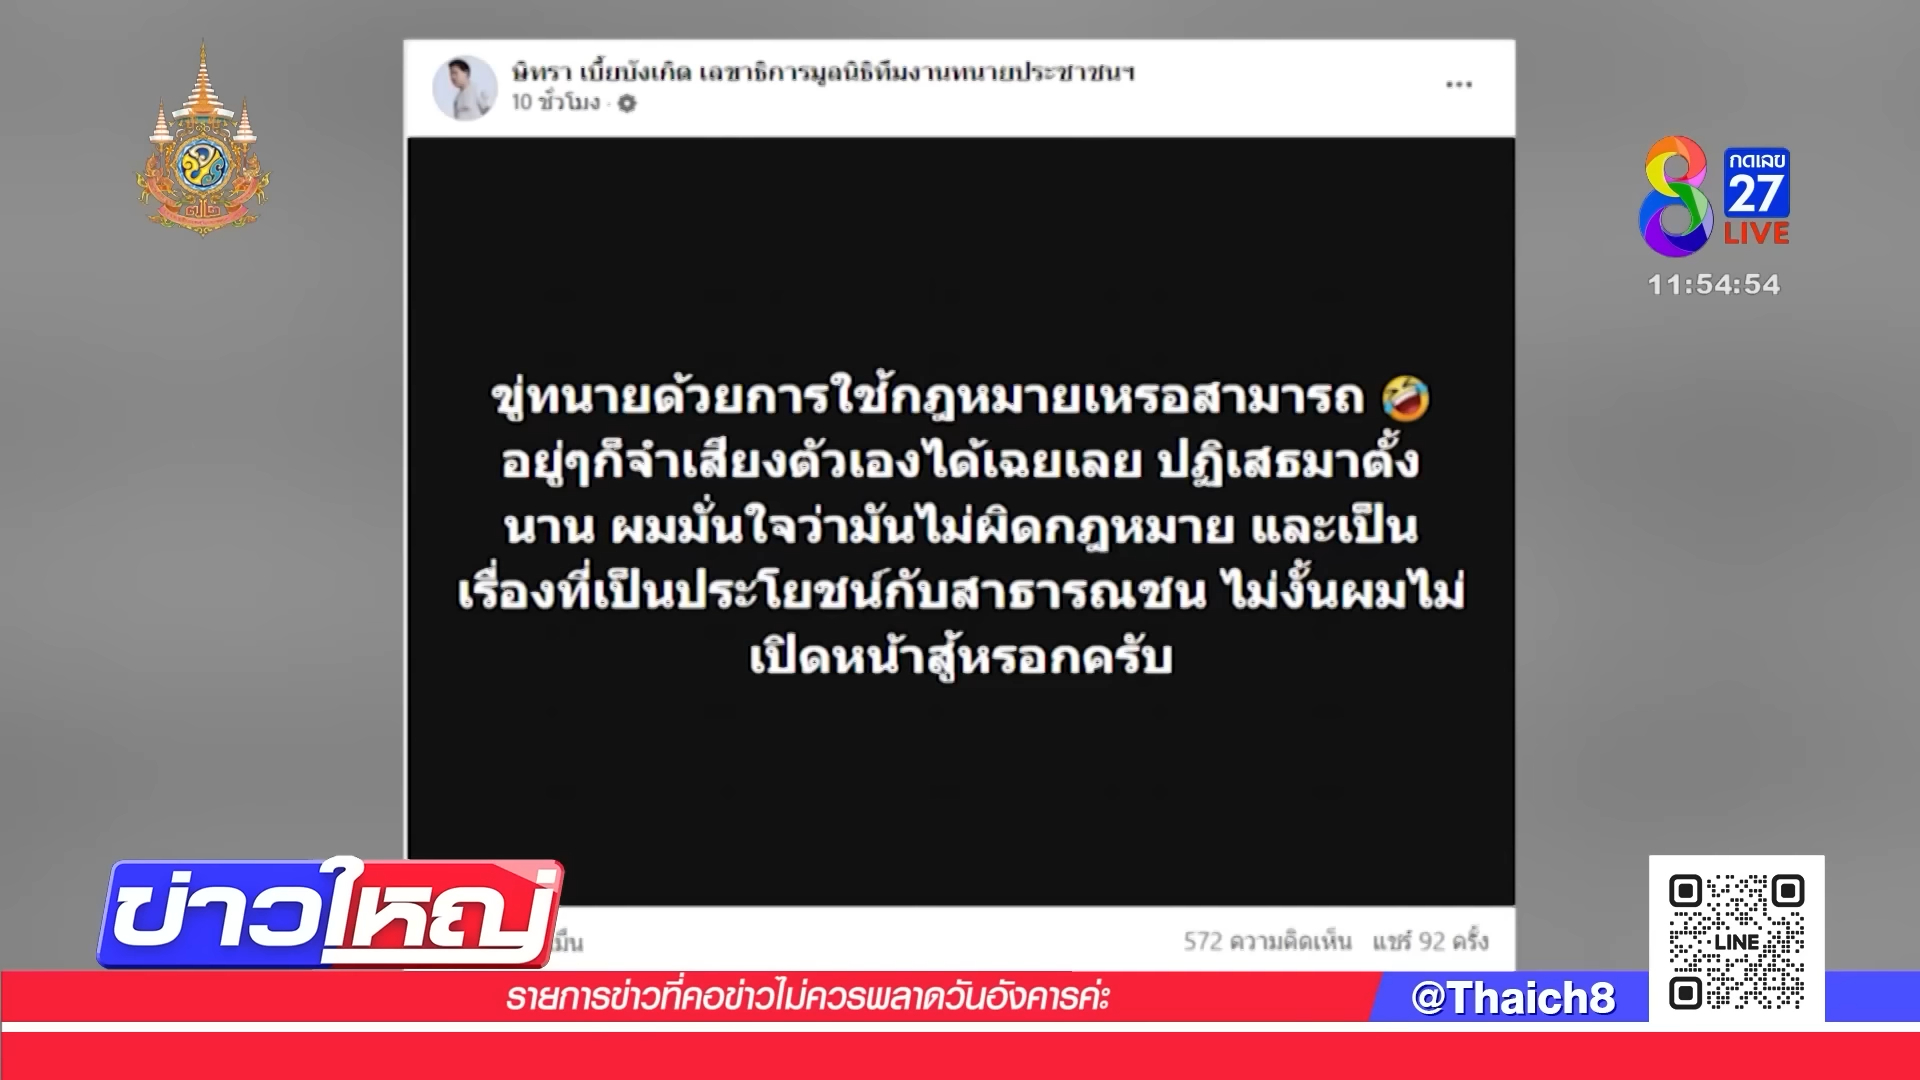 ษิทรา เบี้ยบังเกิด เลขาธิการมูลนิธิทีมงานทนายประชาชนฯ
10 ชั่วโมง
กดเลข
27
LIVE
11:54:54
ขู่ทนายด้วยการใช้กฎหมายเหรอสามารถ 🤣
อยู่ๆก็จำเสียงตัวเองได้เฉยเลย ปฏิเสธมาตั้ง
นาน ผมมั่นใจว่ามันไม่ผิดกฎหมาย และเป็น
เรื่องที่เป็นประโยชน์กับสาธารณชน ไม่งั้นผมไม่
เปิดหน้าสู้หรอกครับ
572 ความคิดเห็น แชร์ 92 ครั้ง
ข่าวใหญ่
LINE
รายการข่าวที่คอข่าวไม่ควรพลาดวันอังคารค่ะ
@Thaich8